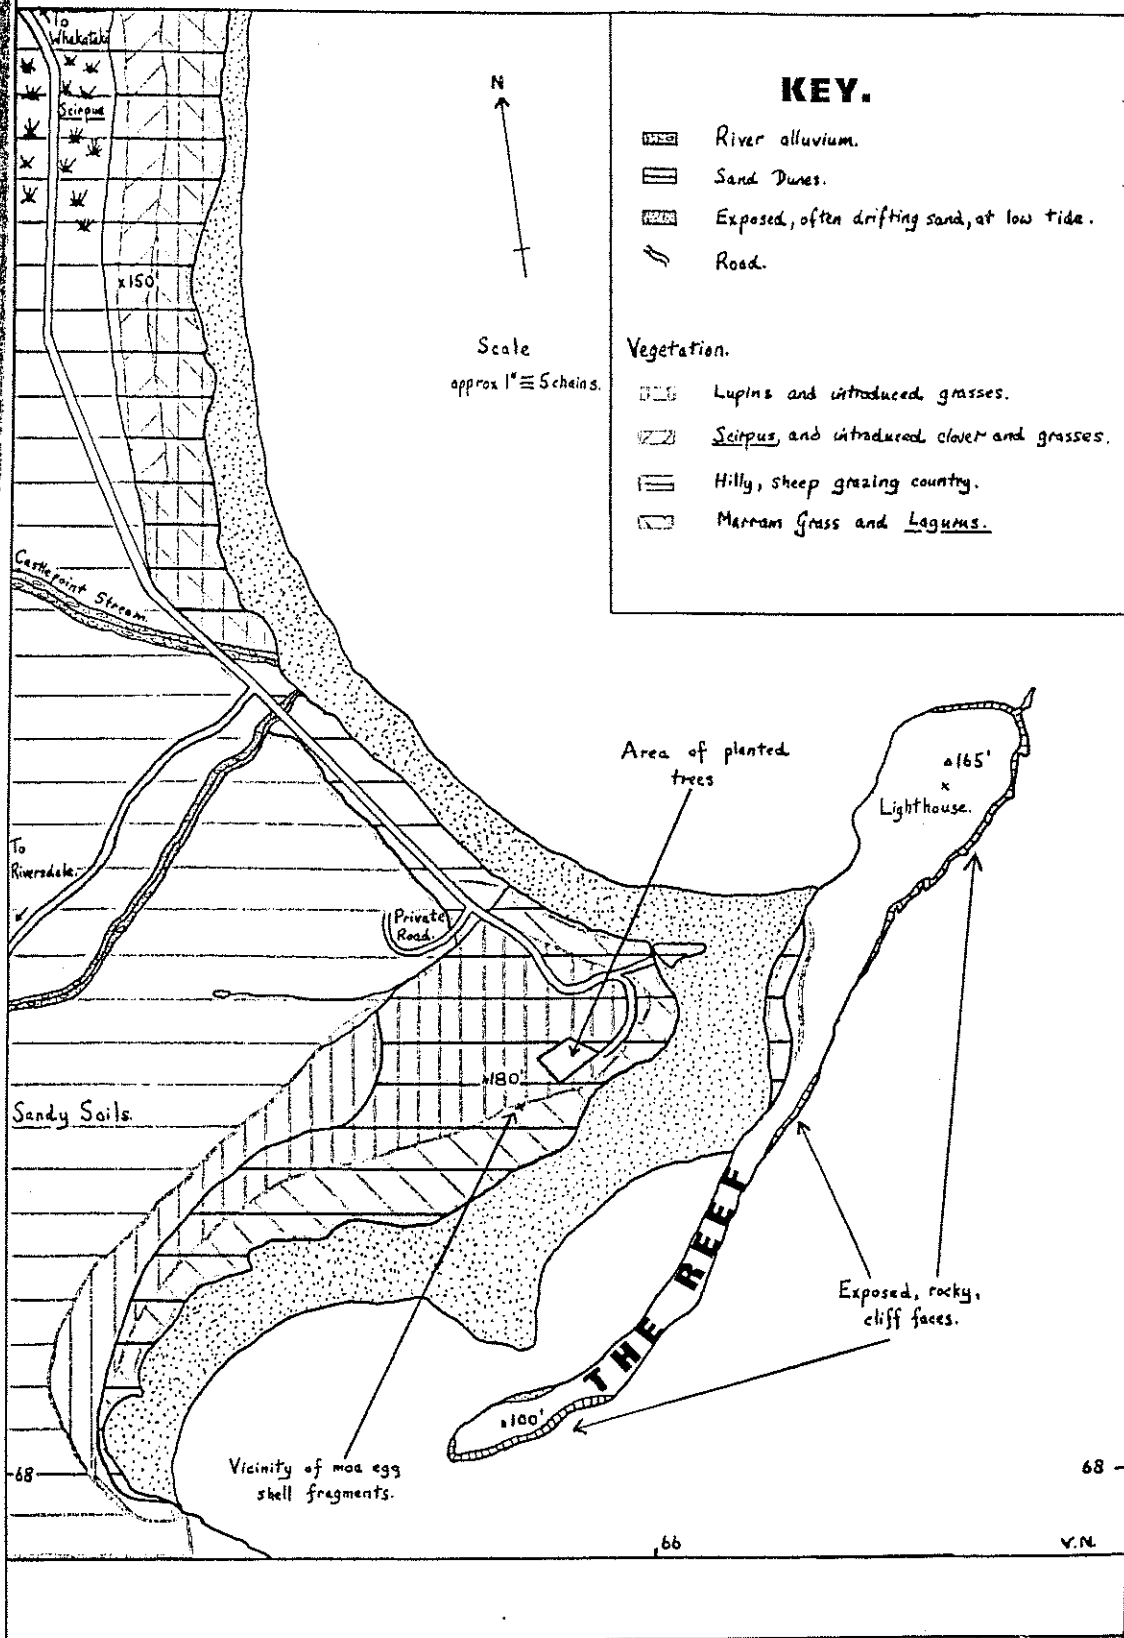 To
Whakataki
Scirpus
N
x150
Scale
approx 1" ≡ 5 chains.
KEY.
River alluvium.
Sand Dunes.
Exposed, often drifting sand, at low tide.
Road.
Vegetation.
Lupins and introduced grasses.
Scirpus, and introduced clover and grasses.
Hilly, sheep grazing country.
Marram Grass and Lagurus.
Castlepoint Stream
Area of planted
trees
165'
x
Lighthouse.
To
Riversdale.
Private
Road.
x180'
Sandy Soils.
THE REEF
Exposed, rocky,
cliff faces.
100'
Vicinity of moa egg
shell fragments.
68
68
66
V.N.